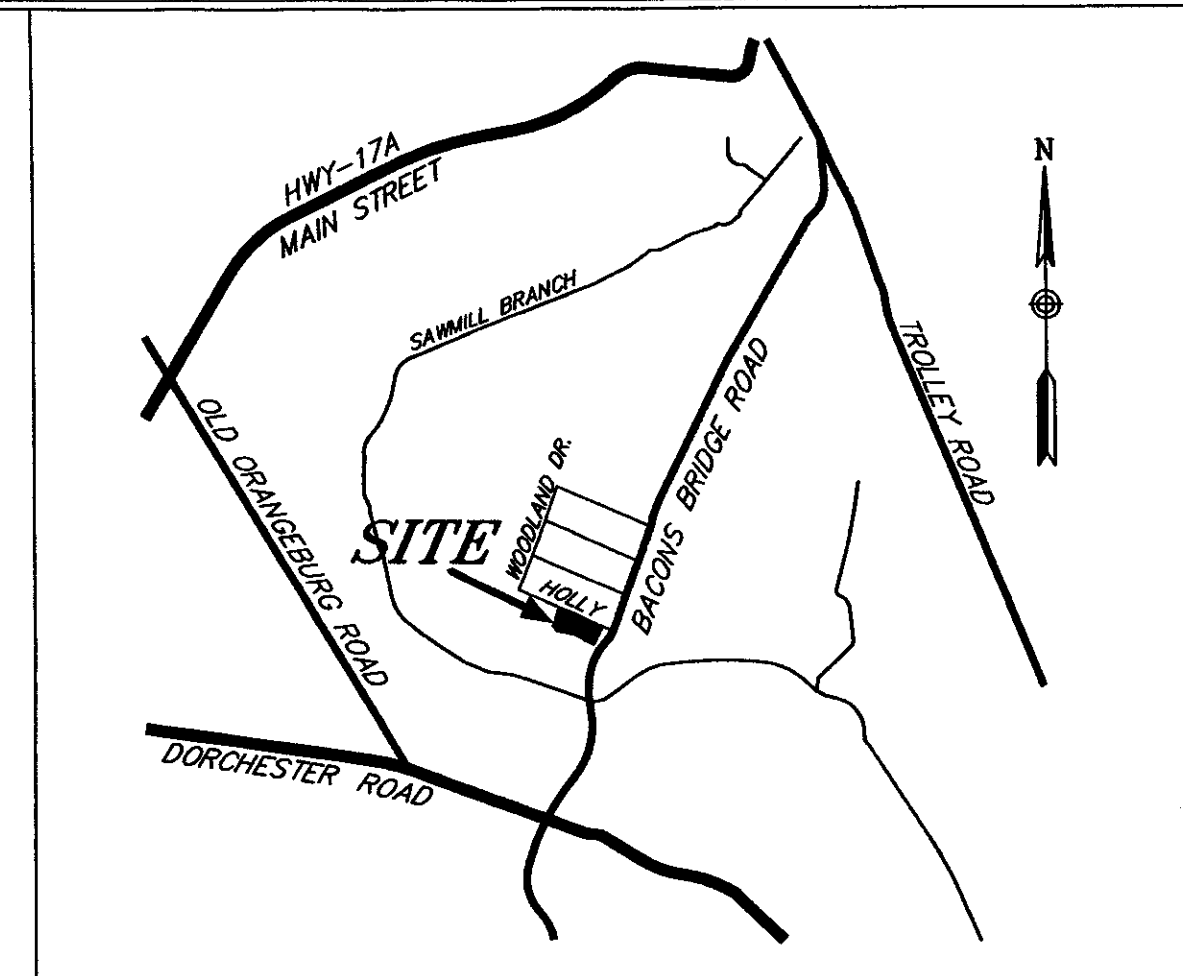 HWY-17A
MAIN STREET
N
SAWMILL BRANCH
TROLLEY ROAD
OLD ORANGEBURG ROAD
BACONS BRIDGE ROAD
WOODLAND DR.
SITE
HOLLY
DORCHESTER ROAD